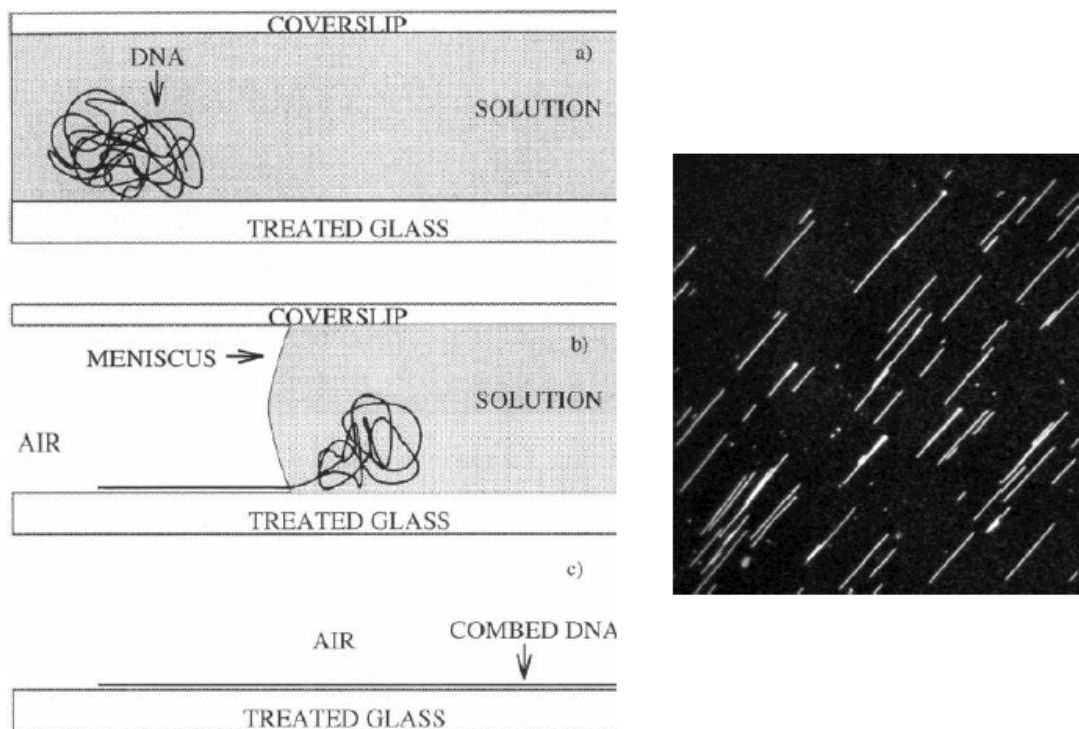 COVERSLIP
a)
DNA
SOLUTION
TREATED GLASS
COVERSLIP
b)
MENISCUS
SOLUTION
AIR
TREATED GLASS
c)
AIR
COMBED DNA
TREATED GLASS